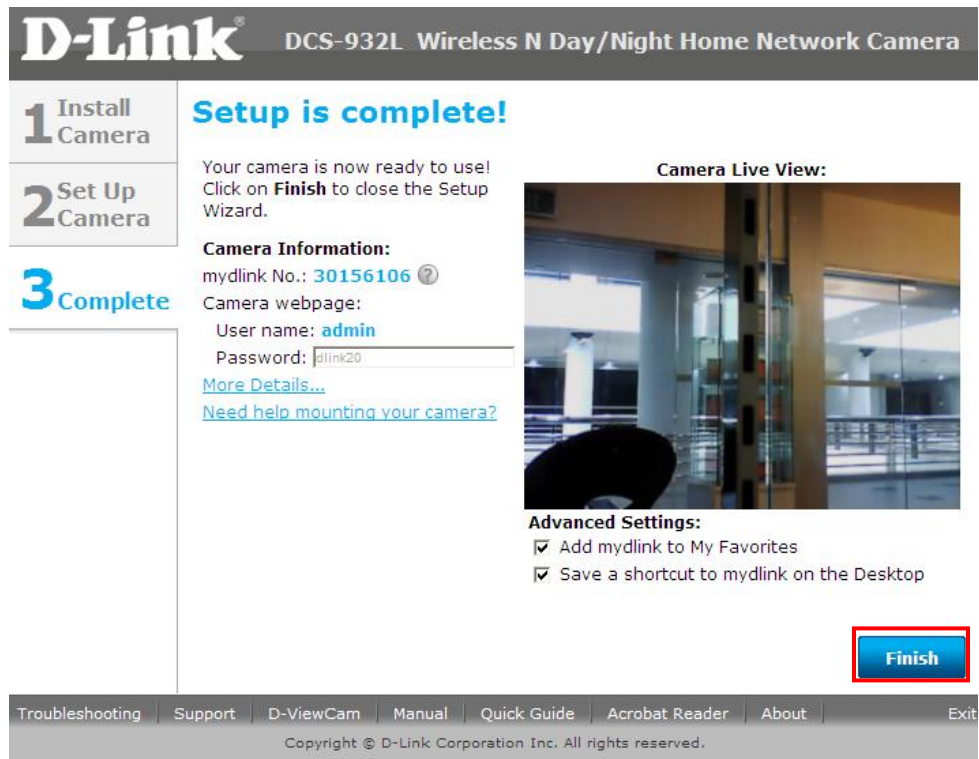 D-Link® DCS-932L Wireless N Day/Night Home Network Camera
1 Install
Camera
2 Set Up
Camera
3 Complete
Setup is complete!
Your camera is now ready to use!
Click on Finish to close the Setup
Wizard.
Camera Information:
mydlink No.: 30156106 ?
Camera webpage:
User name: admin
Password: dlink20
More Details...
Need help mounting your camera?
Camera Live View:
Advanced Settings:
Add mydlink to My Favorites
Save a shortcut to mydlink on the Desktop
Finish
Troubleshooting Support D-ViewCam Manual Quick Guide Acrobat Reader About Exit
Copyright © D-Link Corporation Inc. All rights reserved.